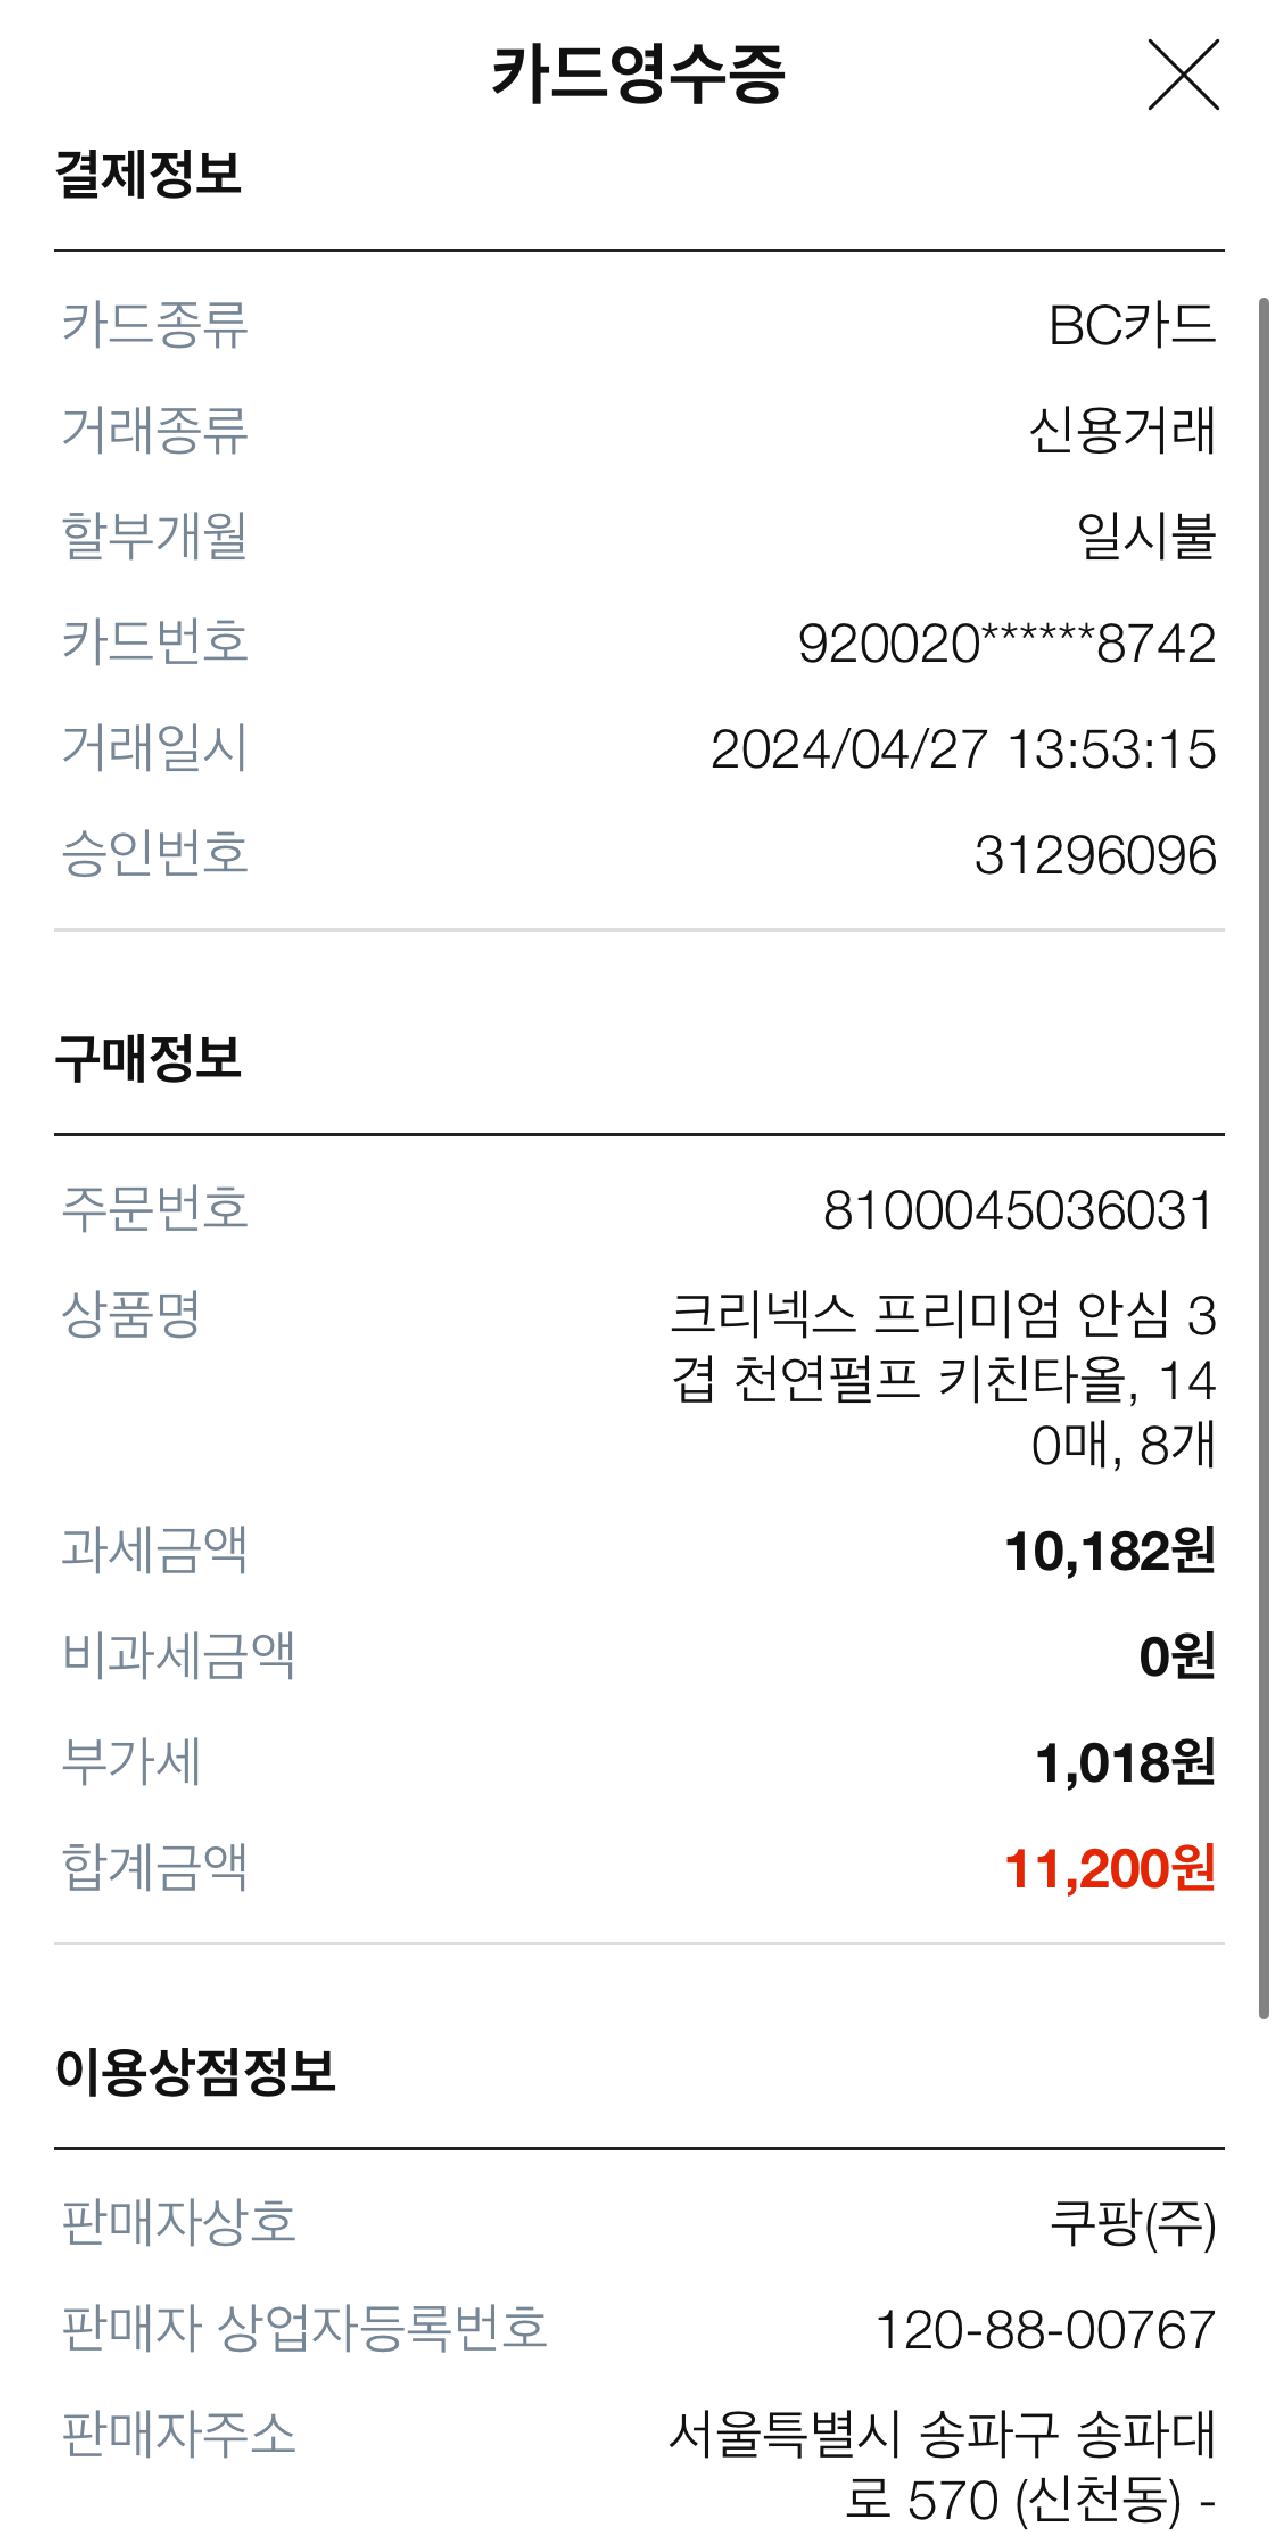 카드영수증
결제정보
카드종류 BC카드
거래종류 신용거래
할부개월 일시불
카드번호 920020******8742
거래일시 2024/04/27 13:53:15
승인번호 31296096
구매정보
주문번호 8100045036031
상품명 크리넥스 프리미엄 안심 3
겹 천연펄프 키친타올, 14
0매, 8개
과세금액 10,182원
비과세금액 0원
부가세 1,018원
합계금액 11,200원
이용상점정보
판매자상호 쿠팡(주)
판매자 상업자등록번호 120-88-00767
판매자주소 서울특별시 송파구 송파대
로 570 (신천동) -